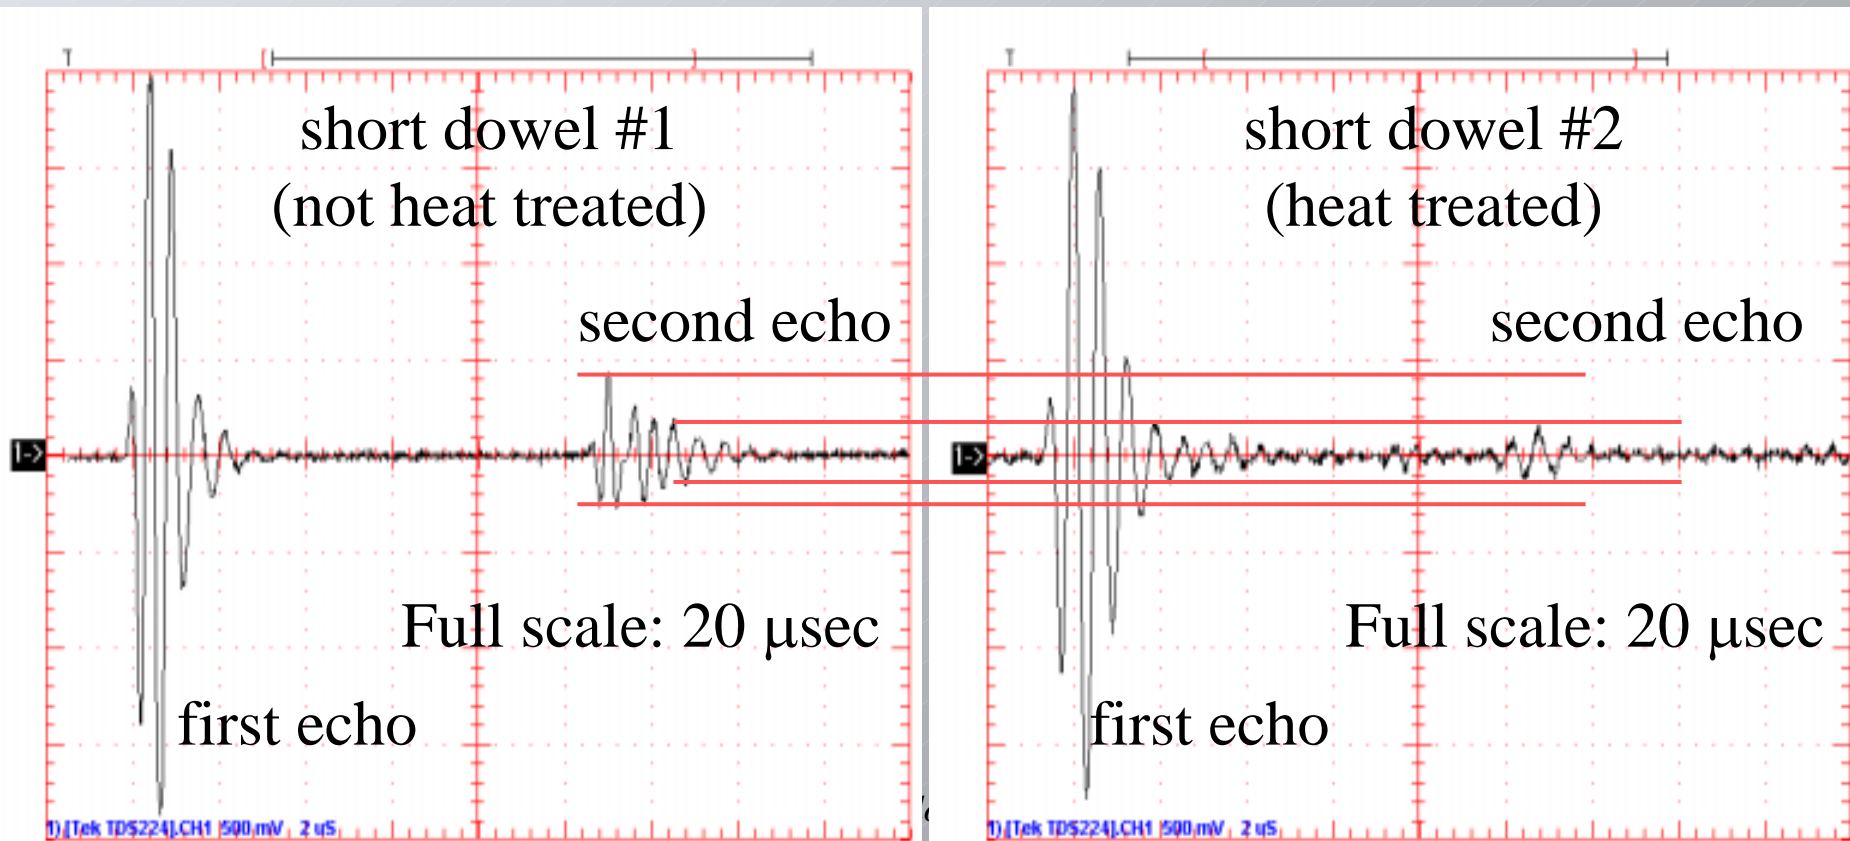 T
short dowel #1
(not heat treated)
second echo
1->
Full scale: 20 μsec
first echo
1) [Tek TDS224].CH1 500 mV 2 uS
T
short dowel #2
(heat treated)
second echo
1->
Full scale: 20 μsec
first echo
1) [Tek TDS224].CH1 500 mV 2 uS